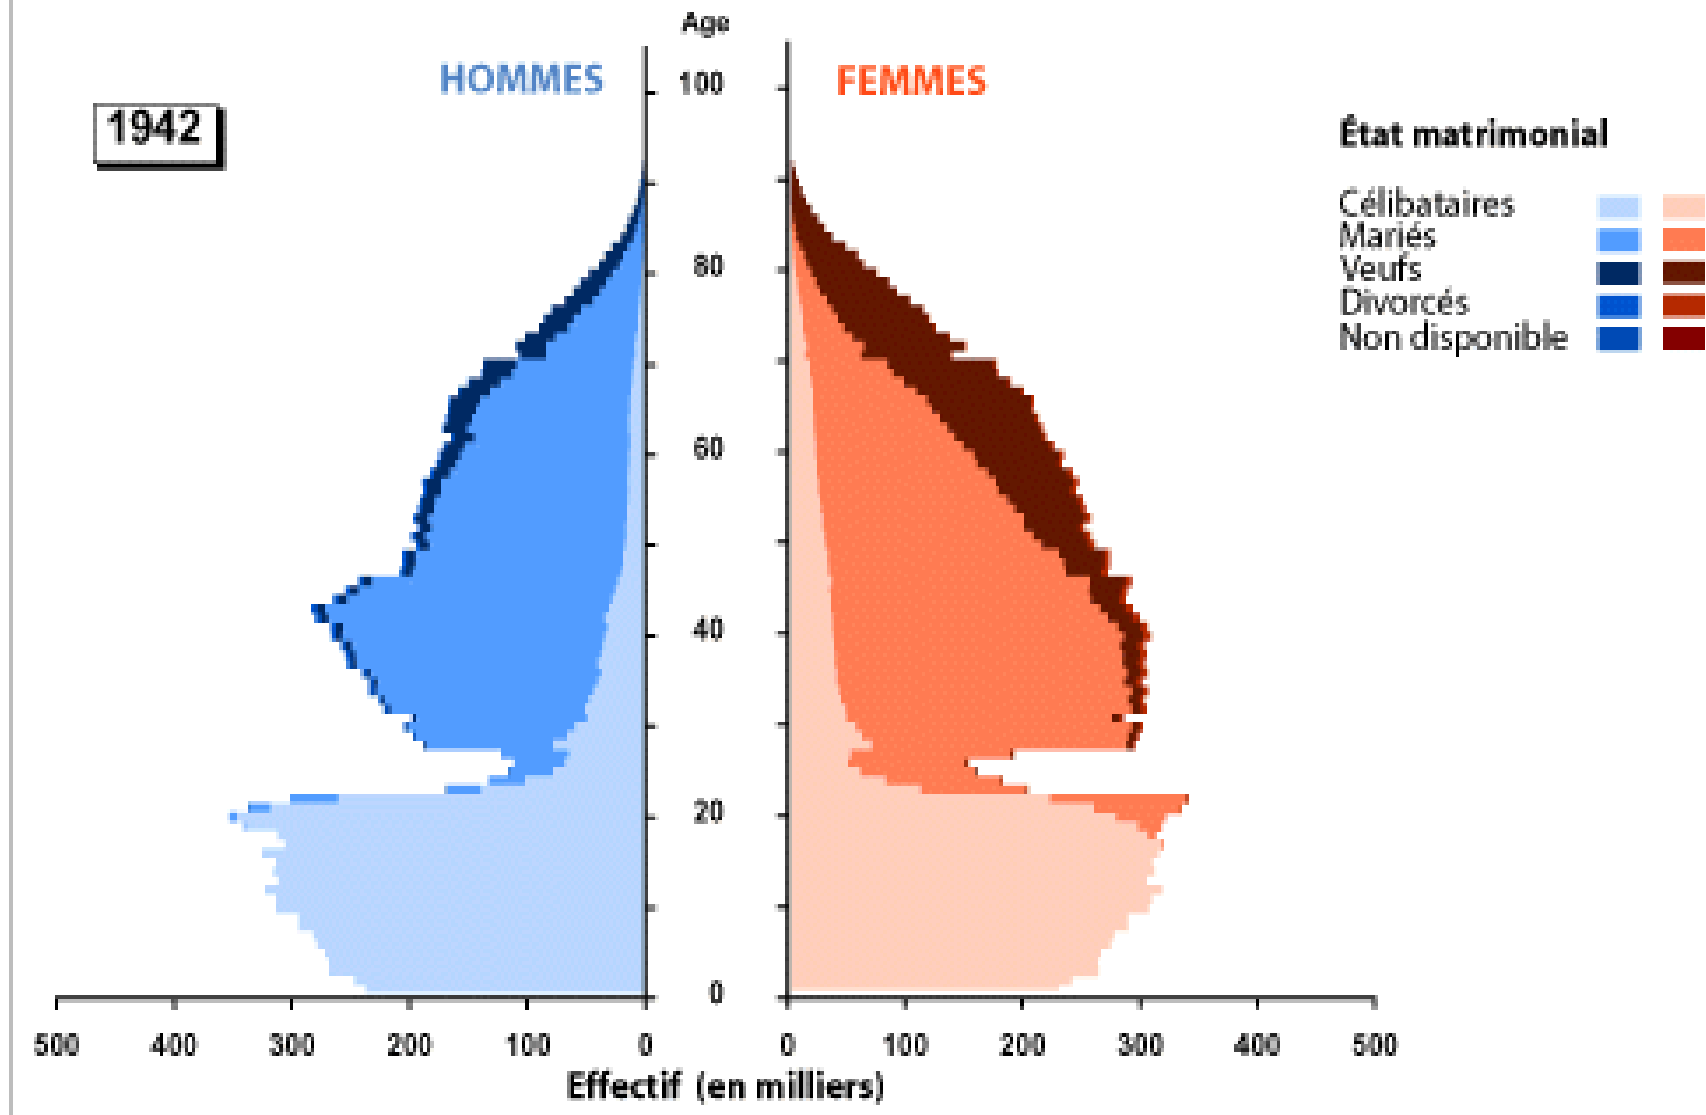 Age
HOMMES
FEMMES
1942
100
80
60
40
20
0
État matrimonial
Célibataires
Mariés
Veufs
Divorcés
Non disponible
500 400 300 200 100 0 0 100 200 300 400 500
Effectif (en milliers)